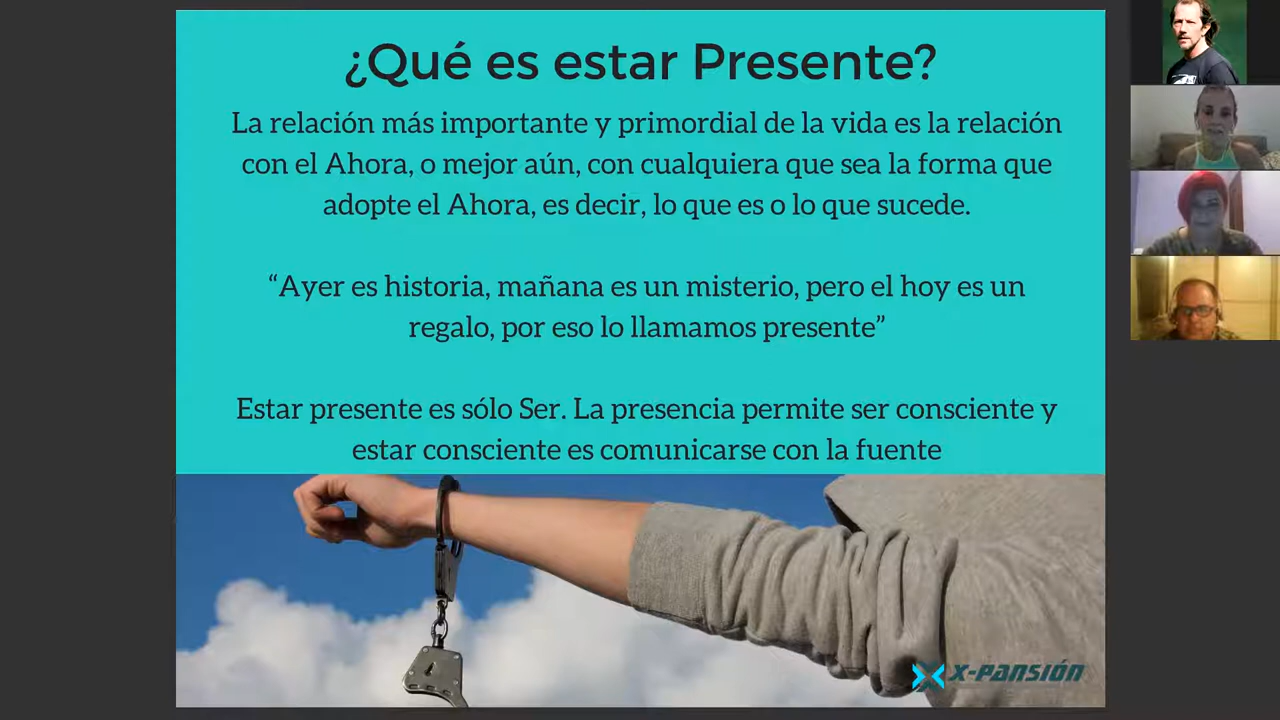 ¿Qué es estar Presente?
La relación más importante y primordial de la vida es la relación
con el Ahora, o mejor aún, con cualquiera que sea la forma que
adopte el Ahora, es decir, lo que es o lo que sucede.
“Ayer es historia, mañana es un misterio, pero el hoy es un
regalo, por eso lo llamamos presente”
Estar presente es sólo Ser. La presencia permite ser consciente y
estar consciente es comunicarse con la fuente
X-PANSIÓN